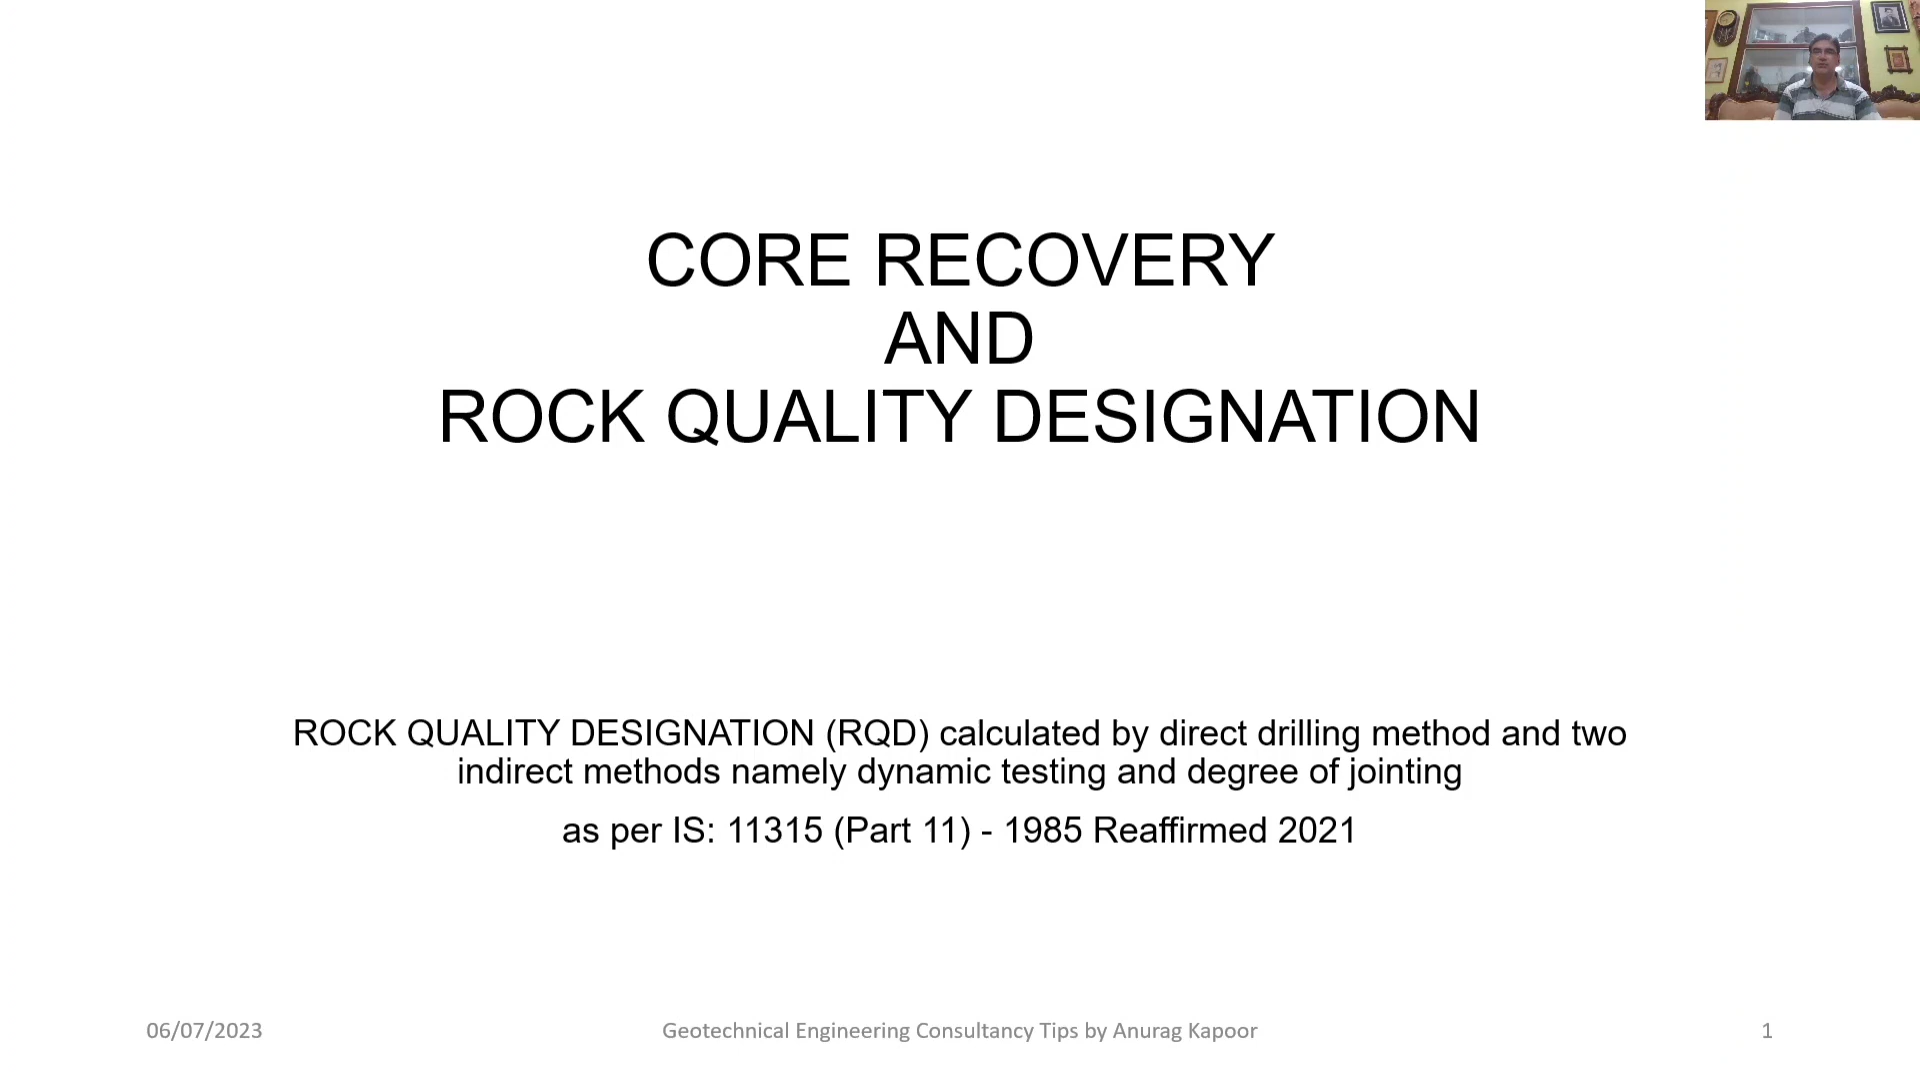 CORE RECOVERY
AND
ROCK QUALITY DESIGNATION
ROCK QUALITY DESIGNATION (RQD) calculated by direct drilling method and two
indirect methods namely dynamic testing and degree of jointing
as per IS: 11315 (Part 11) - 1985 Reaffirmed 2021
06/07/2023
Geotechnical Engineering Consultancy Tips by Anurag Kapoor
1